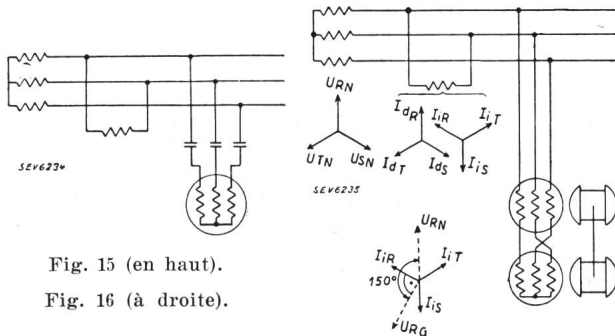 SEV6234
Fig. 15 (en haut).
Fig. 16 (à droite).
URN
UTN
USN
SEV6235
IdR
IdT
IdS
IiR
IiT
IiS
URN
IiR
IiT
150°
IiS
URG